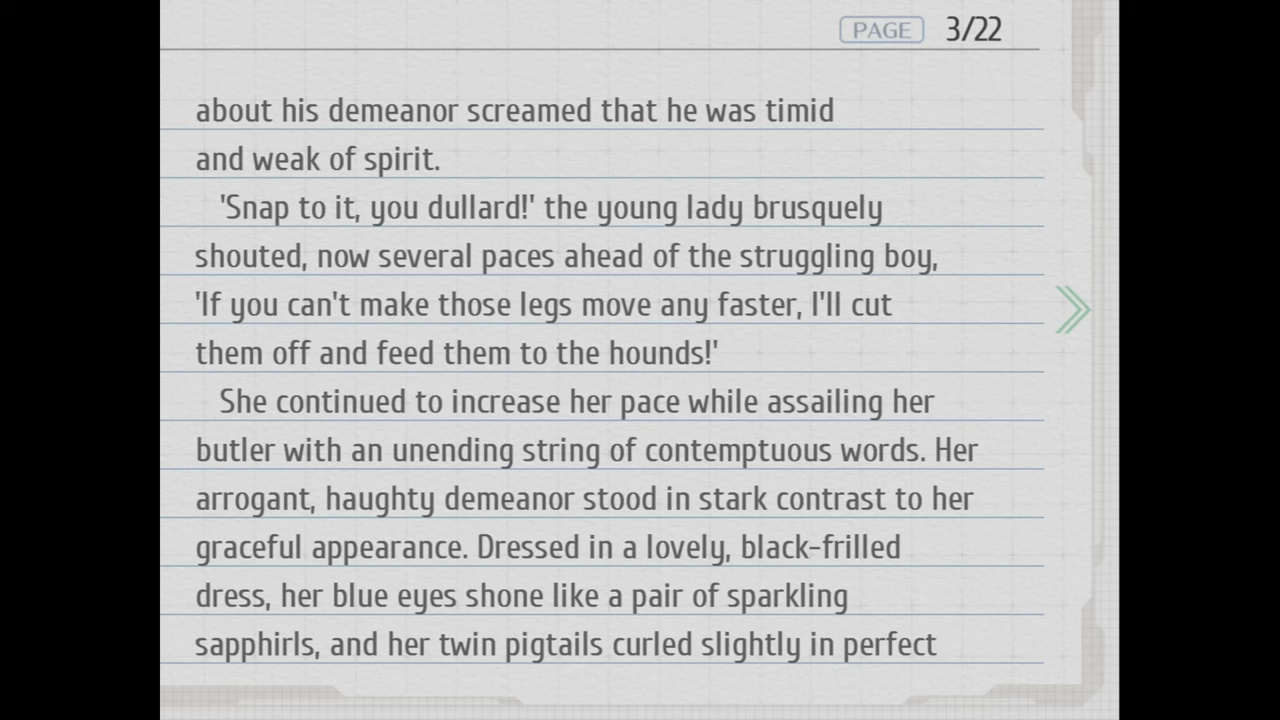 PAGE 3/22
about his demeanor screamed that he was timid
and weak of spirit.
'Snap to it, you dullard!' the young lady brusquely
shouted, now several paces ahead of the struggling boy,
'If you can't make those legs move any faster, I'll cut
them off and feed them to the hounds!'
She continued to increase her pace while assailing her
butler with an unending string of contemptuous words. Her
arrogant, haughty demeanor stood in stark contrast to her
graceful appearance. Dressed in a lovely, black-frilled
dress, her blue eyes shone like a pair of sparkling
sapphirls, and her twin pigtails curled slightly in perfect